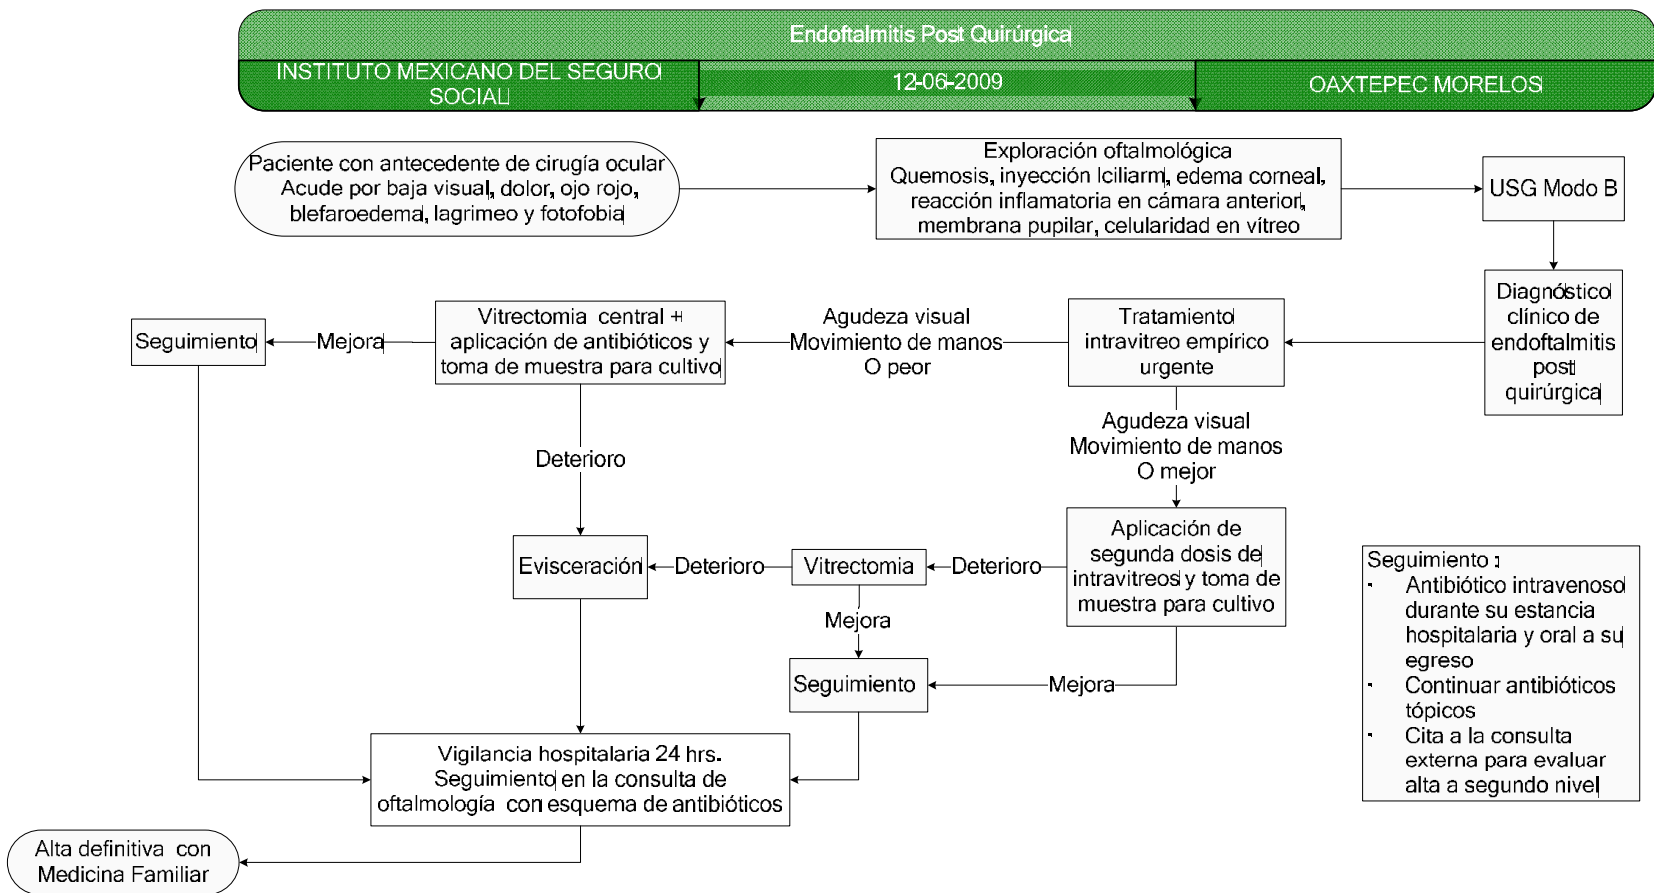 Endoftalmitis Post Quirúrgica
INSTITUTO MEXICANO DEL SEGURO
SOCIAL
12-06-2009
OAXTEPEC MORELOS
Paciente con antecedente de cirugía ocular
Acude por baja visual, dolor, ojo rojo,
blefaroedema, lagrimeo y fotofobia
Exploración oftalmológica
Quemosis, inyección lciliarm, edema corneal,
reacción inflamatoria en cámara anterior,
membrana pupilar, celularidad en vítreo
USG Modo B
Diagnóstico
clínico de
endoftalmitis
post
quirúrgica
Tratamiento
intravitreo empírico
urgente
Agudeza visual
Movimiento de manos
O peor
Vitrectomia central +
aplicación de antibióticos y
toma de muestra para cultivo
Mejora
Seguimiento
Agudeza visual
Movimiento de manos
O mejor
Deterioro
Aplicación de
segunda dosis de
intravitreos y toma de
muestra para cultivo
Deterioro
Vitrectomia
Deterioro
Evisceración
Mejora
Mejora
Seguimiento
Seguimiento :
- Antibiótico intravenoso
durante su estancia
hospitalaria y oral a su
egreso
- Continuar antibióticos
tópicos
- Cita a la consulta
externa para evaluar
alta a segundo nivel
Vigilancia hospitalaria 24 hrs.
Seguimiento en la consulta de
oftalmología con esquema de antibióticos
Alta definitiva con
Medicina Familiar